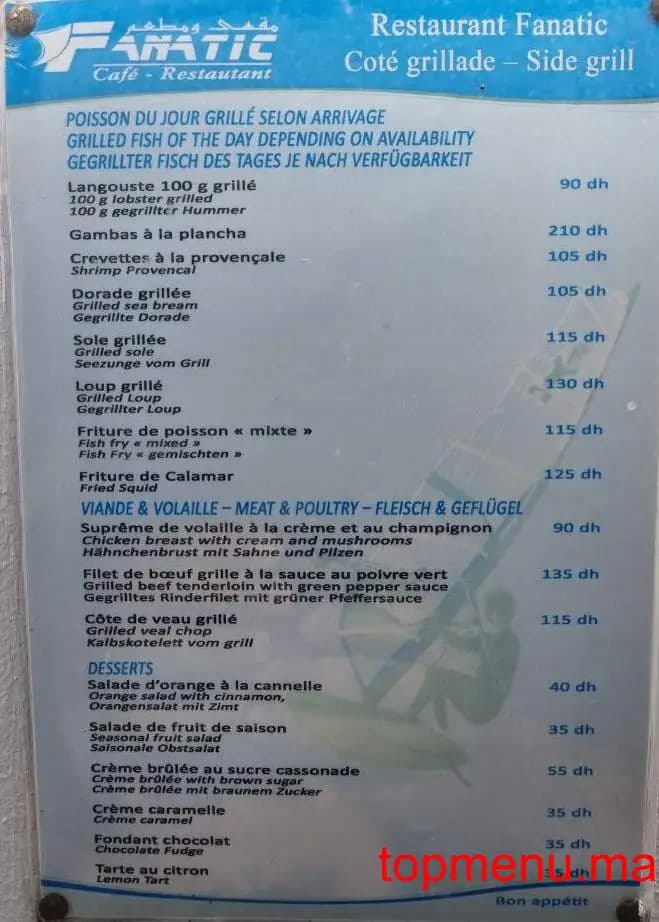 مقهى ومطعم
FANATIC
Café - Restautant
Restaurant Fanatic
Coté grillade – Side grill
POISSON DU JOUR GRILLÉ SELON ARRIVAGE
GRILLED FISH OF THE DAY DEPENDING ON AVAILABILITY
GEGRILLTER FISCH DES TAGES JE NACH VERFÜGBARKEIT
Langouste 100 g grillé 90 dh
100 g lobster grilled
100 g gegrillter Hummer
Gambas à la plancha 210 dh
Crevettes à la provençale 105 dh
Shrimp Provencal
Dorade grillée 105 dh
Grilled sea bream
Gegrillte Dorade
Sole grillée 115 dh
Grilled sole
Seezunge vom Grill
Loup grillé 130 dh
Grilled Loup
Gegrillter Loup
Friture de poisson « mixte » 115 dh
Fish fry « mixed »
Fish Fry « gemischten »
Friture de Calamar 125 dh
Fried Squid
VIANDE & VOLAILLE – MEAT & POULTRY – FLEISCH & GEFLÜGEL
Suprême de volaille à la crème et au champignon 90 dh
Chicken breast with cream and mushrooms
Hähnchenbrust mit Sahne und Pilzen
Filet de bœuf grille à la sauce au poivre vert 135 dh
Grilled beef tenderloin with green pepper sauce
Gegrilltes Rinderfilet mit grüner Pfeffersauce
Côte de veau grillé 115 dh
Grilled veal chop
Kalbskotelett vom grill
DESSERTS
Salade d'orange à la cannelle 40 dh
Orange salad with cinnamon,
Orangensalat mit Zimt
Salade de fruit de saison 35 dh
Seasonal fruit salad
Saisonale Obstsalat
Crème brûlée au sucre cassonade 55 dh
Crème brûlée with brown sugar
Crème brûlée mit braunem Zucker
Crème caramelle 35 dh
Crème caramel
Fondant chocolat 35 dh
Chocolate Fudge
Tarte au citron 35 dh
Lemon Tart
topmenu.ma
Bon appétit